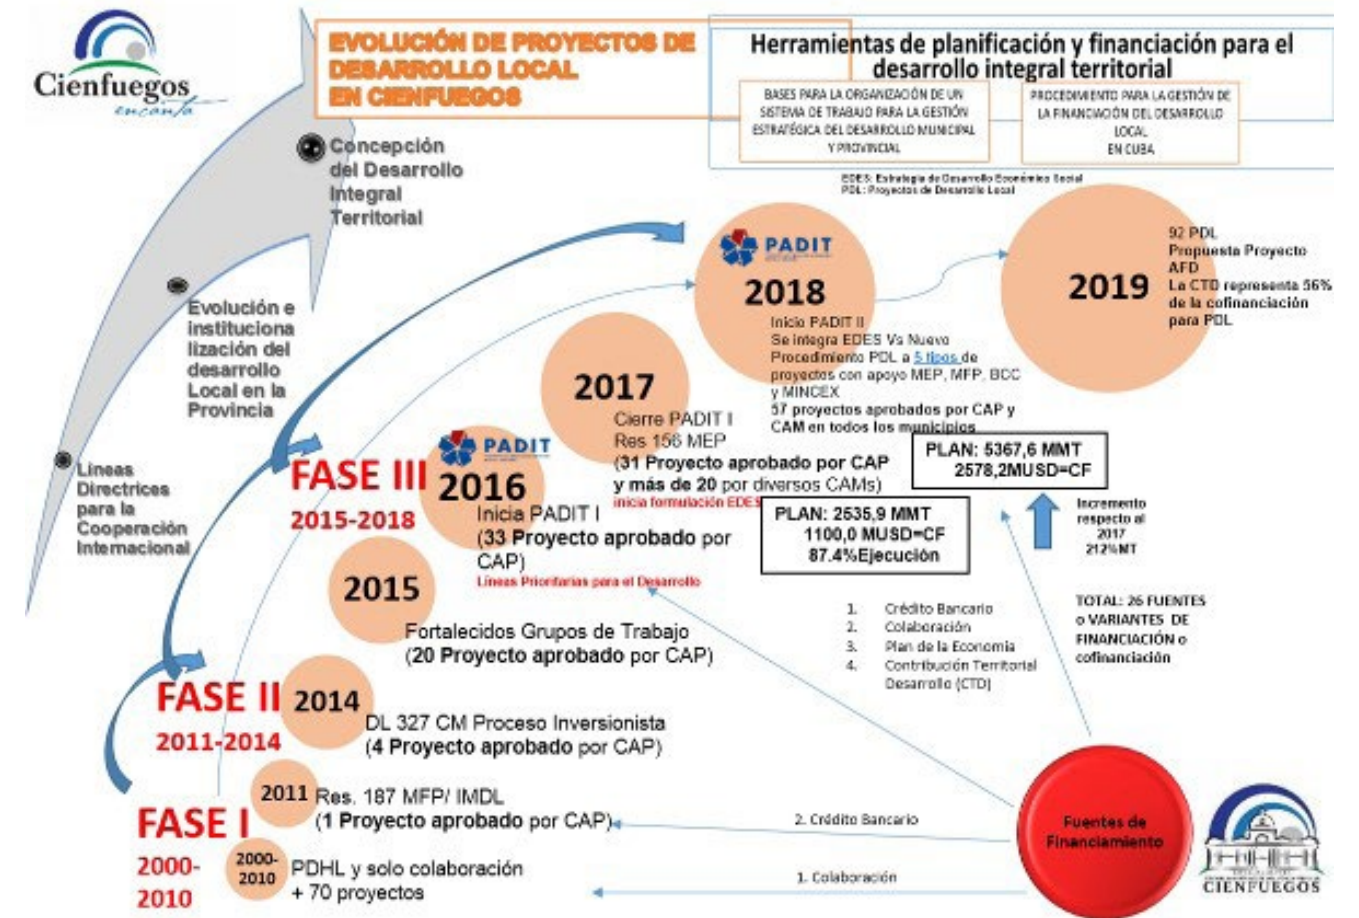 Cienfuegos
encanta
EVOLUCIÓN DE PROYECTOS DE
DESARROLLO LOCAL
EN CIENFUEGOS
Herramientas de planificación y financiación para el
desarrollo integral territorial
BASES PARA LA ORGANIZACIÓN DE UN
SISTEMA DE TRABAJO PARA LA GESTIÓN
ESTRATÉGICA DEL DESARROLLO MUNICIPAL
Y PROVINCIAL
PROCEDIMIENTO PARA LA GESTIÓN DE
LA FINANCIACIÓN DEL DESARROLLO
LOCAL
EN CUBA
EDES: Estrategia de Desarrollo Económico Social
PDL: Proyectos de Desarrollo Local
Concepción
del Desarrollo
Integral
Territorial
Evolución e
instituciona
lización del
desarrollo
Local en la
Provincia
Líneas
Directrices
para la
Cooperación
Internacional
2019
92 PDL
Propuesta Proyecto
AFD
La CTD representa 56%
de la cofinanciación
para PDL
PADIT
2018
Inicio PADIT II
Se integra EDES Vs Nuevo
Procedimiento PDL a 5 tipos de
proyectos con apoyo MEP, MFP, BCC
y MINCEX
57 proyectos aprobados por CAP y
CAM en todos los municipios
2017
Cierre PADIT I
Res 156 MEP
(31 Proyecto aprobado por CAP
y más de 20 por diversos CAMs)
inicia formulación EDES
PLAN: 5367,6 MMT
2578,2MUSD=CF
PLAN: 2535,9 MMT
1100,0 MUSD=CF
87.4%Ejecución
Incremento
respecto al
2017
212%MT
FASE III
2015-2018
PADIT
2016
Inicia PADIT I
(33 Proyecto aprobado por
CAP)
Líneas Prioritarias para el Desarrollo
2015
Fortalecidos Grupos de Trabajo
(20 Proyecto aprobado por CAP)
1. Crédito Bancario
2. Colaboración
3. Plan de la Economía
4. Contribución Territorial
Desarrollo (CTD)
TOTAL: 26 FUENTES
o VARIANTES DE
FINANCIACIÓN o
cofinanciación
FASE II
2011-2014
2014
DL 327 CM Proceso Inversionista
(4 Proyecto aprobado por CAP)
2011
Res. 187 MFP/ IMDL
(1 Proyecto aprobado por CAP)
FASE I
2000-
2010
2000-
2010
PDHL y solo colaboración
+ 70 proyectos
2. Crédito Bancario
1. Colaboración
Fuentes de
Financiamiento
CIENFUEGOS